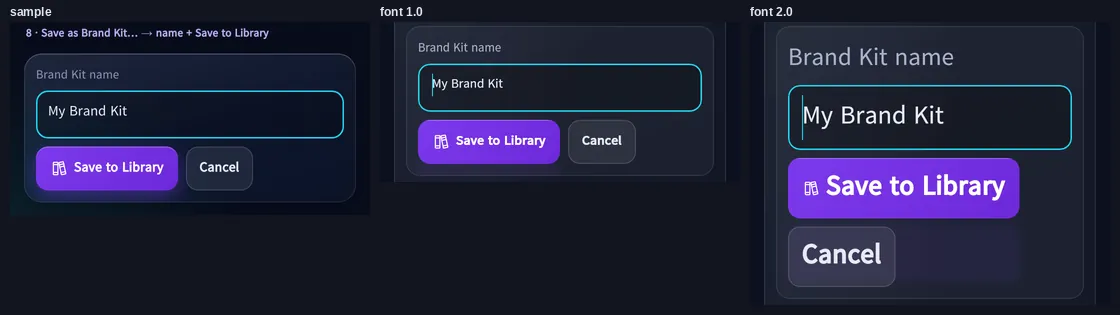 sample
8 · Save as Brand Kit... → name + Save to Library
Brand Kit name
My Brand Kit
Save to Library
Cancel
font 1.0
Brand Kit name
My Brand Kit
Save to Library
Cancel
font 2.0
Brand Kit name
My Brand Kit
Save to Library
Cancel